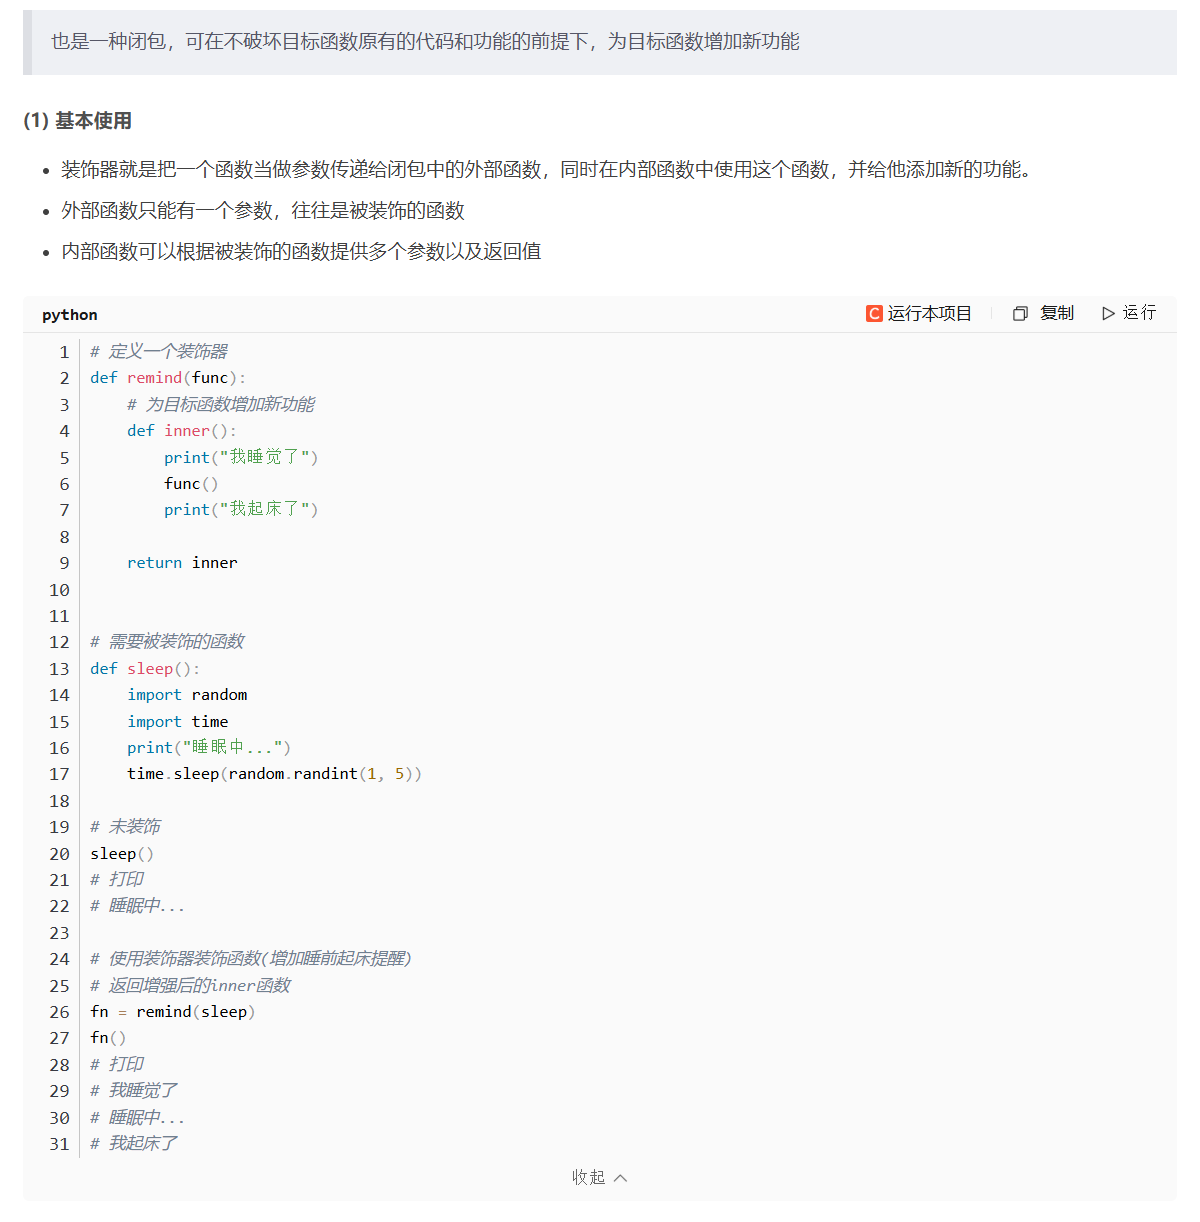 也是一种闭包，可在不破坏目标函数原有的代码和功能的前提下，为目标函数增加新功能
(1) 基本使用
• 装饰器就是把一个函数当做参数传递给闭包中的外部函数，同时在内部函数中使用这个函数，并给他添加新的功能。
• 外部函数只能有一个参数，往往是被装饰的函数
• 内部函数可以根据被装饰的函数提供多个参数以及返回值
python C 运行本项目 复制 运行
1 # 定义一个装饰器
2 def remind(func):
3     # 为目标函数增加新功能
4     def inner():
5         print("我睡觉了")
6         func()
7         print("我起床了")
8
9     return inner
10
11
12 # 需要被装饰的函数
13 def sleep():
14     import random
15     import time
16     print("睡眠中...")
17     time.sleep(random.randint(1, 5))
18
19 # 未装饰
20 sleep()
21 # 打印
22 # 睡眠中...
23
24 # 使用装饰器装饰函数(增加睡前起床提醒)
25 # 返回增强后的inner函数
26 fn = remind(sleep)
27 fn()
28 # 打印
29 # 我睡觉了
30 # 睡眠中...
31 # 我起床了
收起